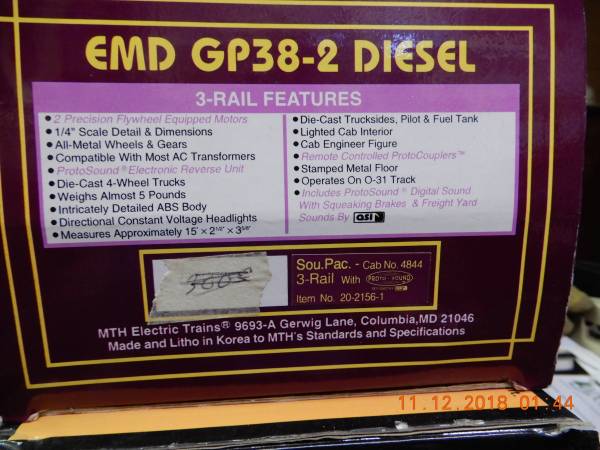 EMD GP38-2 DIESEL
3-RAIL FEATURES
• 2 Precision Flywheel Equipped Motors
• 1/4" Scale Detail & Dimensions
• All-Metal Wheels & Gears
• Compatible With Most AC Transformers
• ProtoSound® Electronic Reverse Unit
• Die-Cast 4-Wheel Trucks
• Weighs Almost 5 Pounds
• Intricately Detailed ABS Body
• Directional Constant Voltage Headlights
• Measures Approximately 15" × 2 1/2" × 3 5/8"
• Die-Cast Trucksides, Pilot & Fuel Tank
• Lighted Cab Interior
• Cab Engineer Figure
• Remote Controlled ProtoCouplers™
• Stamped Metal Floor
• Operates On O-31 Track
• Includes ProtoSound® Digital Sound
With Squeaking Brakes & Freight Yard
Sounds By QSI
Sou.Pac. - Cab No. 4844
3-Rail With PROTO-SOUND
Item No. 20-2156-1
MTH Electric Trains® 9693-A Gerwig Lane, Columbia,MD 21046
Made and Litho in Korea to MTH's Standards and Specifications
11.12.2018 01:44